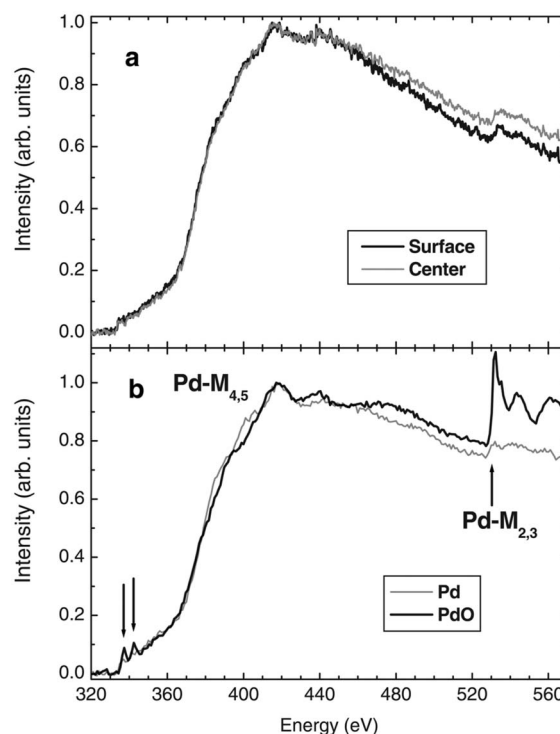 a
Intensity (arb. units)
1.0
0.8
0.6
0.4
0.2
0.0
Surface
Center
b
Pd-M4,5
Intensity (arb. units)
1.0
0.8
0.6
0.4
0.2
0.0
Pd-M2,3
Pd
PdO
320 360 400 440 480 520 560
Energy (eV)